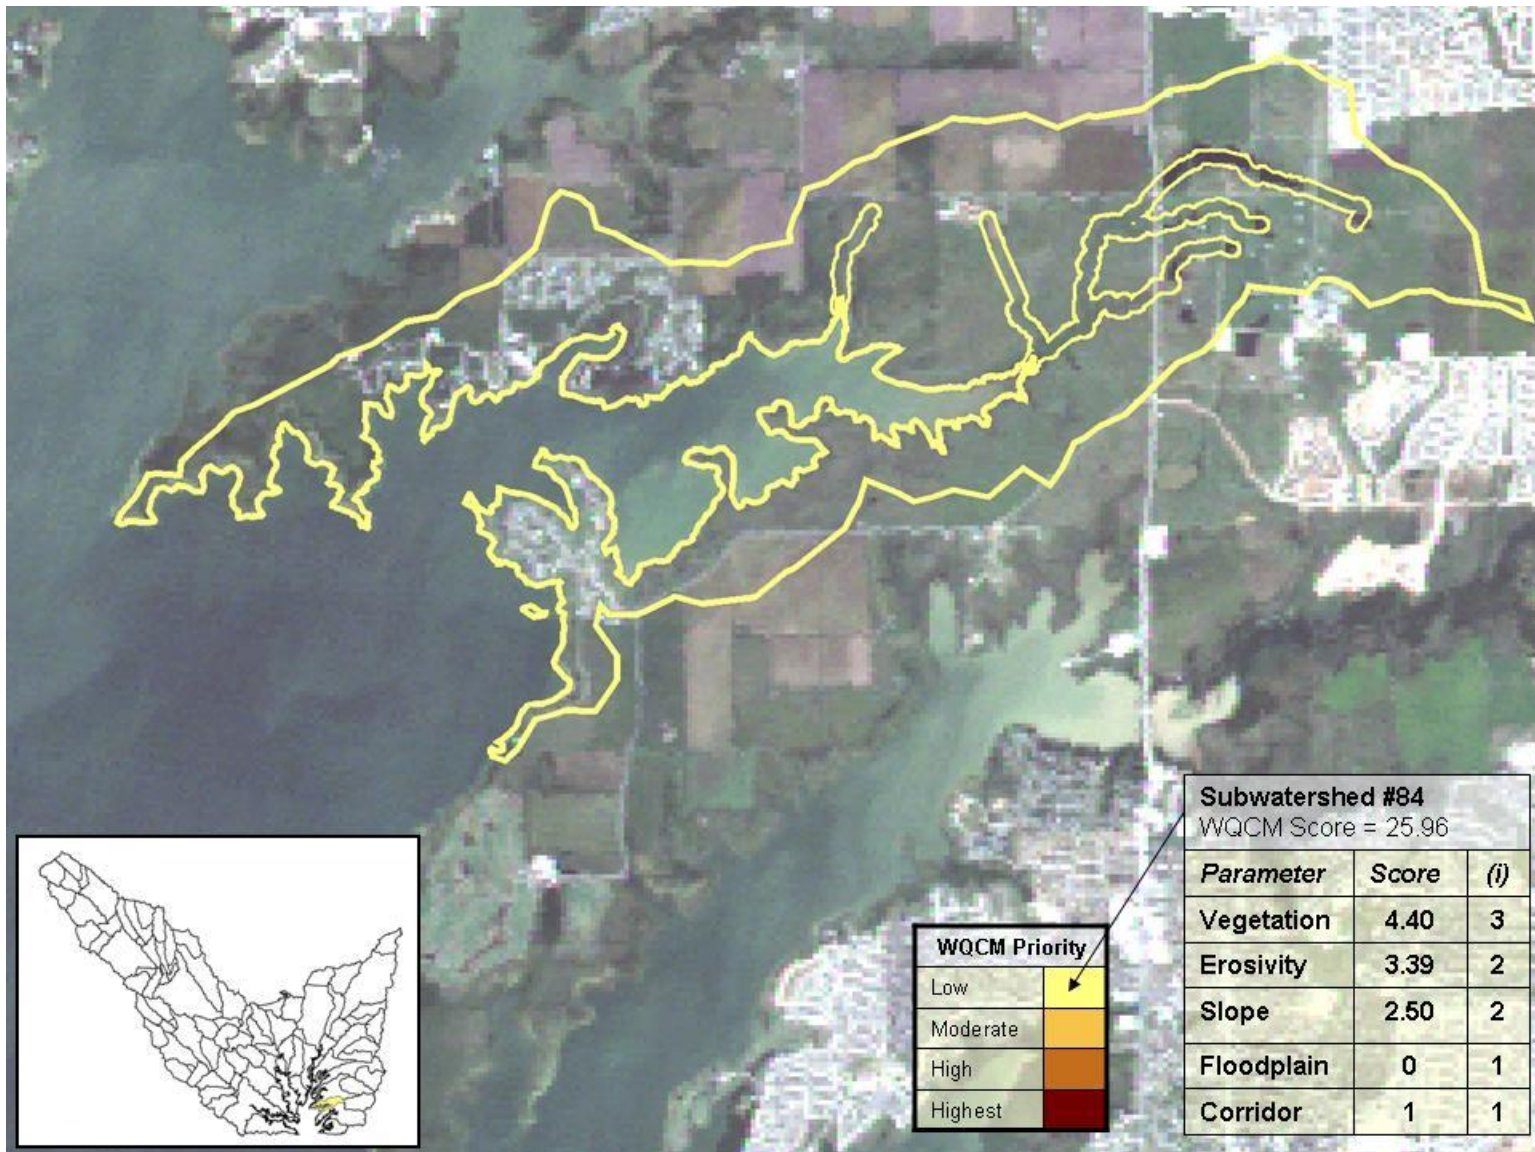 Subwatershed #84
WQCM Score = 25.96
Parameter Score (i)
Vegetation 4.40 3
Erosivity 3.39 2
Slope 2.50 2
Floodplain 0 1
Corridor 1 1
WQCM Priority
Low
Moderate
High
Highest